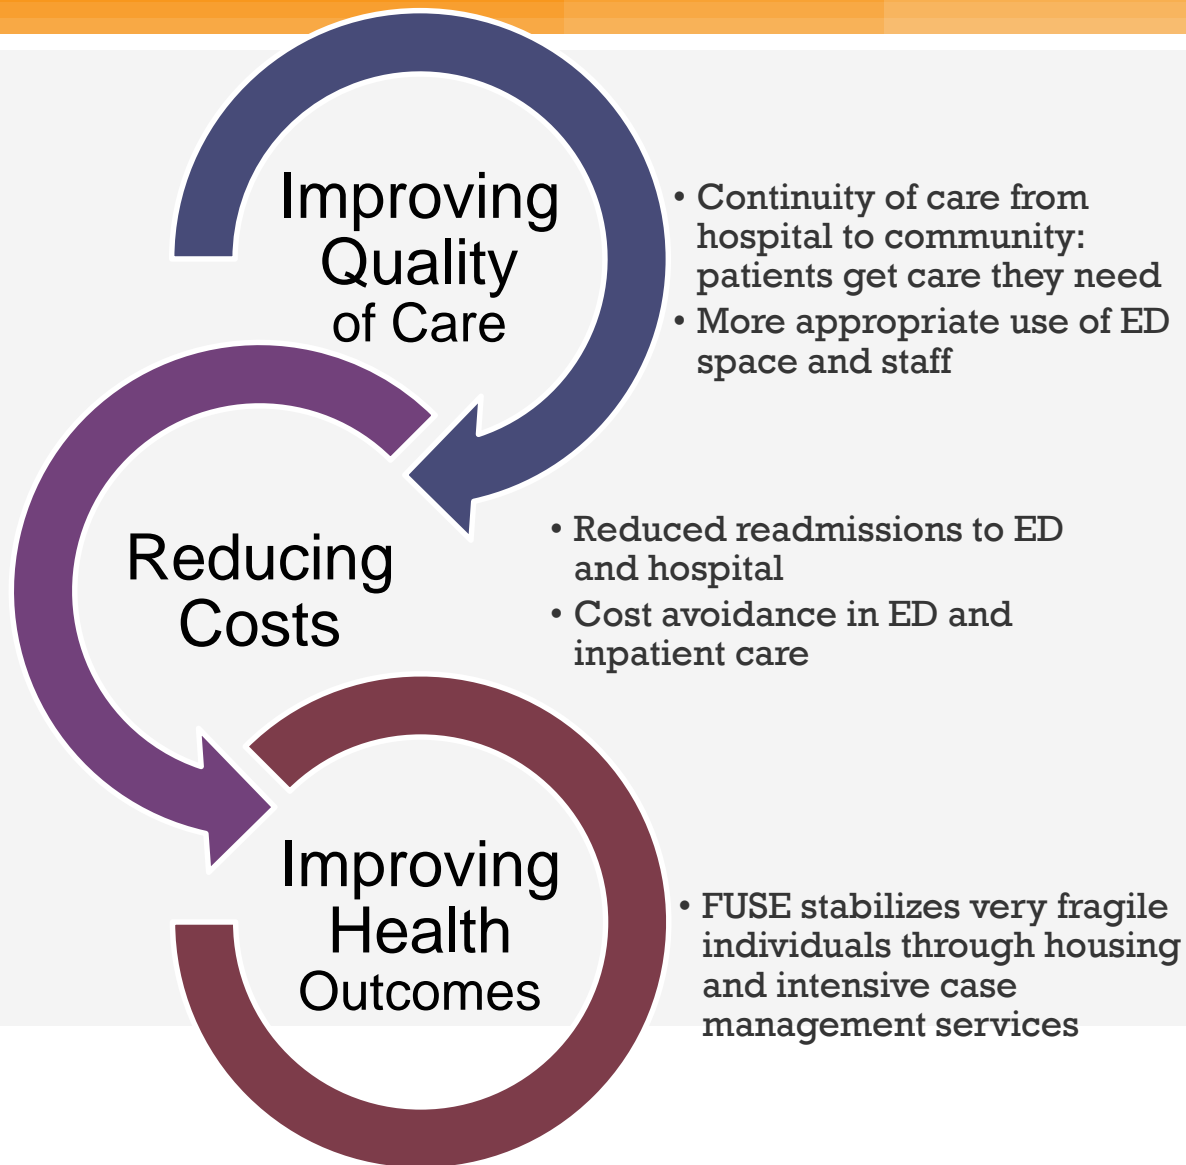 Improving
Quality
of Care
• Continuity of care from
hospital to community:
patients get care they need
• More appropriate use of ED
space and staff
Reducing
Costs
• Reduced readmissions to ED
and hospital
• Cost avoidance in ED and
inpatient care
Improving
Health
Outcomes
• FUSE stabilizes very fragile
individuals through housing
and intensive case
management services